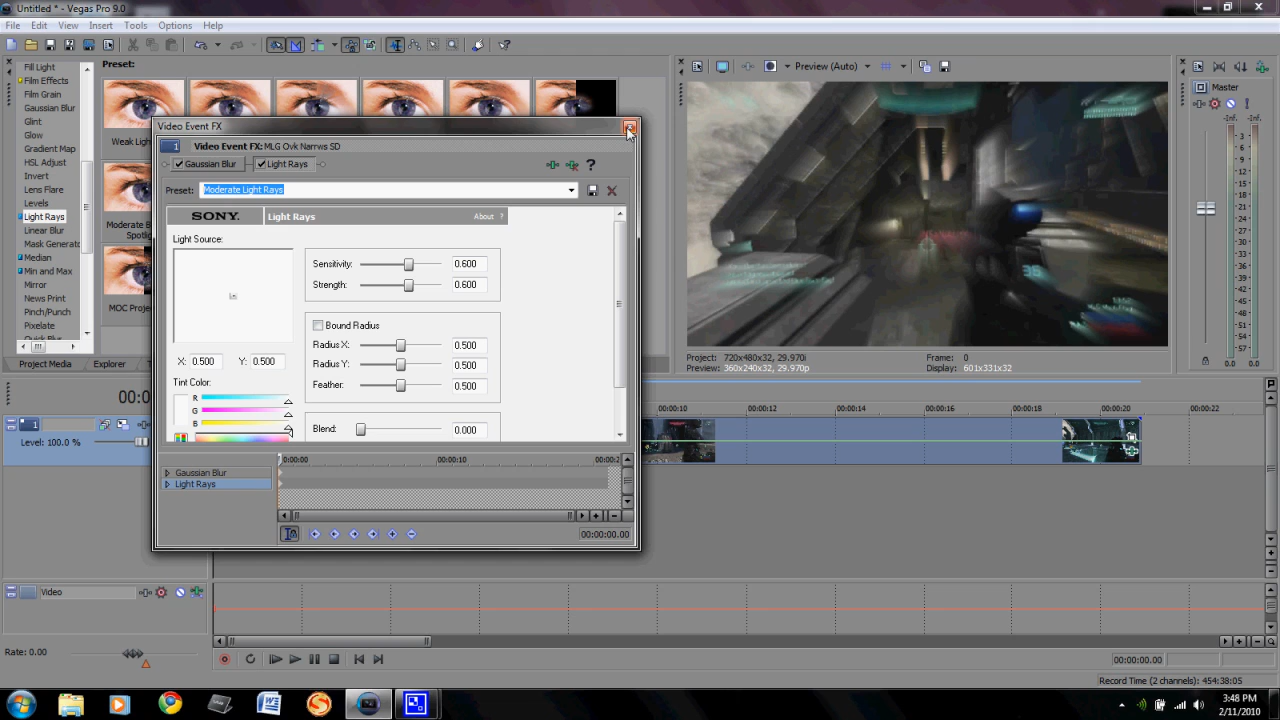 Untitled * - Vegas Pro 9.0
File Edit View Insert Tools Options Help
Fill Light
Film Effects
Film Grain
Gaussian Blur
Glint
Glow
Gradient Map
HSL Adjust
Invert
Lens Flare
Levels
Light Rays
Linear Blur
Mask Generato
Median
Min and Max
Mirror
News Print
Pinch/Punch
Pixelate
Quick Blur
Preset:
Weak Ligh
Moderate B
Spotlig
MOC Projec
Project Media Explorer
Video Event FX
1 Video Event FX: MLG Ovk Narrws SD
Gaussian Blur Light Rays
Preset: Moderate Light Rays
SONY. Light Rays About ?
Light Source:
Sensitivity: 0.600
Strength: 0.600
Bound Radius
Radius X: 0.500
Radius Y: 0.500
Feather: 0.500
X: 0.500 Y: 0.500
Tint Color:
R
G
B
Blend: 0.000
0:00:00 00:00:10 00:00:2
Gaussian Blur
Light Rays
00:00:00.00
Preview (Auto)
36
Project: 720x480x32, 29.970i
Preview: 360x240x32, 29.970p
Frame: 0
Display: 601x331x32
Master
-Inf. -Inf.
3
6
9
12
15
18
21
24
27
30
33
36
39
42
45
48
51
54
57
0.0 0.0
00:0
1
Level: 100.0 %
00:00:10 00:00:12 00:00:14 00:00:16 00:00:18 00:00:20 00:00:22
Video
Rate: 0.00
00:00:00.00
Record Time (2 channels): 454:38:05
3:48 PM
2/11/2010